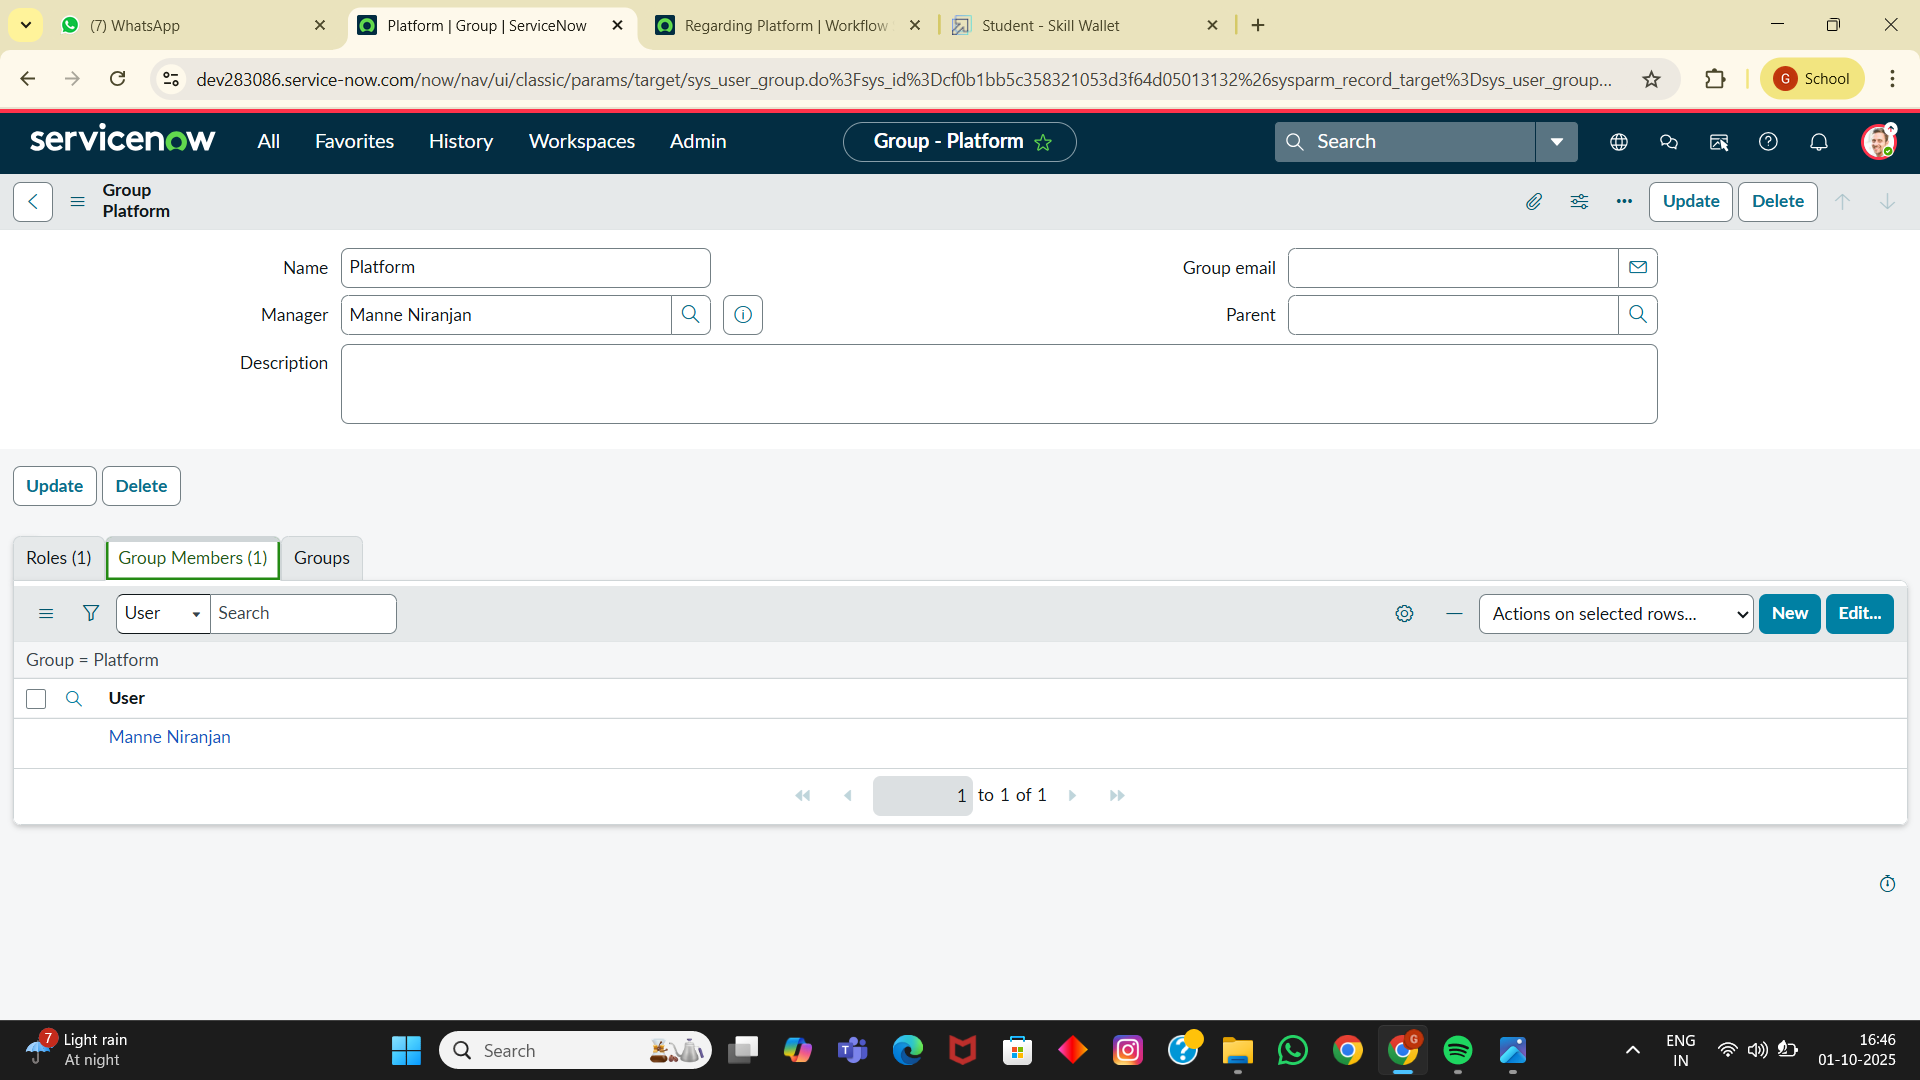 (7) WhatsApp
Platform | Group | ServiceNow
Regarding Platform | Workflow
Student - Skill Wallet
dev283086.service-now.com/now/nav/ui/classic/params/target/sys_user_group.do%3Fsys_id%3Dcf0b1bb5c358321053d3f64d05013132%26sysparm_record_target%3Dsys_user_group...
G School
servicenow
All
Favorites
History
Workspaces
Admin
Group - Platform
Search
Group
Platform
Update
Delete
Name
Platform
Group email
Manager
Manne Niranjan
Parent
Description
Update
Delete
Roles (1)
Group Members (1)
Groups
User
Search
Actions on selected rows...
New
Edit...
Group = Platform
User
Manne Niranjan
1 to 1 of 1
7
Light rain
At night
Search
G
ENG
IN
16:46
01-10-2025